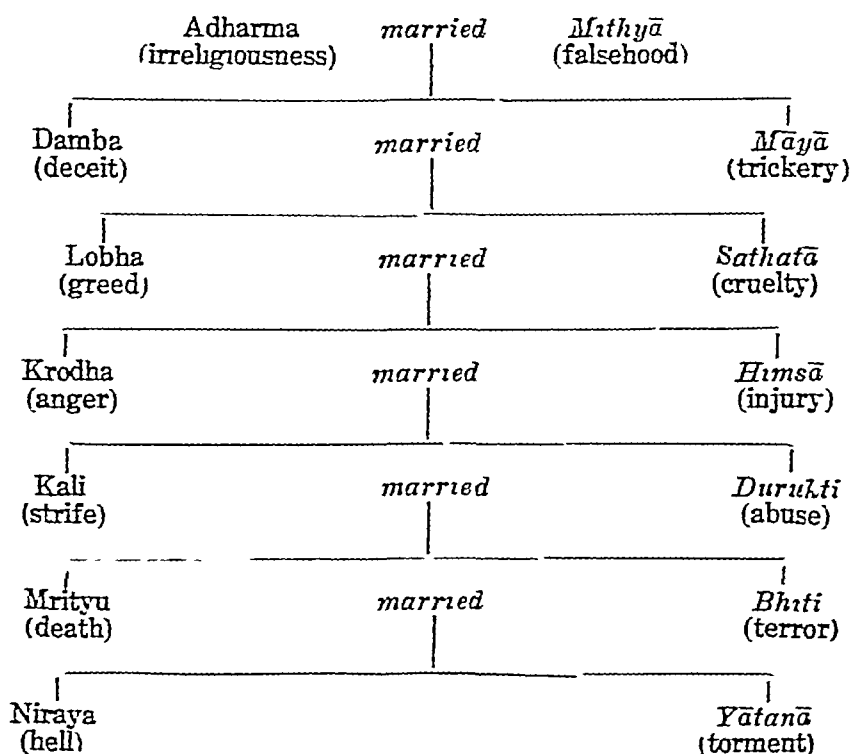 Adharma married Mithyā
(irreligiousness) (falsehood)
Damba married Māyā
(deceit) (trickery)
Lobha married Sathatā
(greed) (cruelty)
Krodha married Himsā
(anger) (injury)
Kali married Durukti
(strife) (abuse)
Mrityu married Bhīti
(death) (terror)
Niraya Yātanā
(hell) (torment)